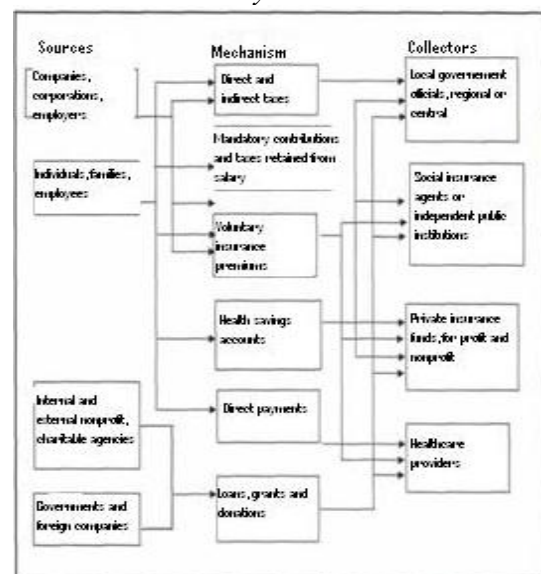 Sources
Mechanism
Collectors
Companies,
corporations,
employers
Individuals, families,
employees
Internal and
external nonprofit,
charitable agencies
Governments and
foreign companies
Direct and
indirect taxes
Mandatory contributions
and taxes retained from
salary
Voluntary
insurance
premiums
Health savings
accounts
Direct payments
Loans, grants and
donations
Local governement
officials, regional or
central
Social insurance
agents or
independent public
institutions
Private insurance
funds, for profit and
nonprofit
Healthcare
providers